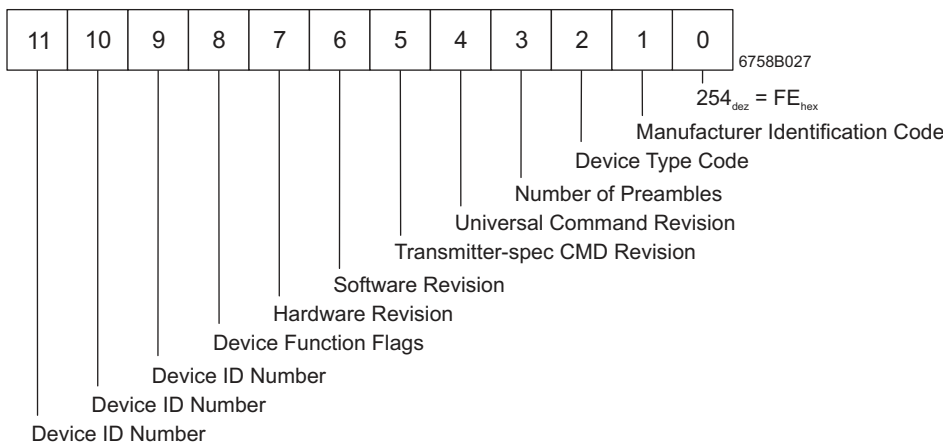 11 10 9 8 7 6 5 4 3 2 1 0
6758B027
254dez = FEhex
Manufacturer Identification Code
Device Type Code
Number of Preambles
Universal Command Revision
Transmitter-spec CMD Revision
Software Revision
Hardware Revision
Device Function Flags
Device ID Number
Device ID Number
Device ID Number